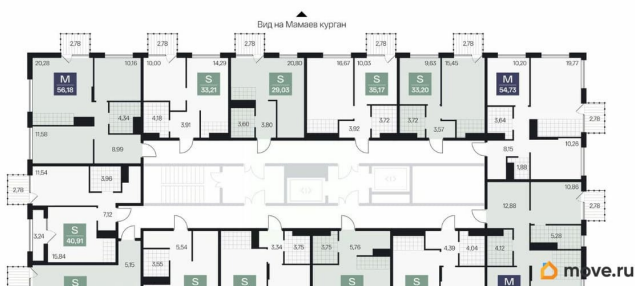 Вид на Мамаев курган
2,78 2,78 2,78 2,78 2,78 2,78
20,28 10,16 10,00 14,29 20,80 16,67 10,03 9,63 15,45 10,20 19,77
M 56,18
S 33,21
S 29,03
S 35,17
S 33,20
M 54,73
4,34 4,18 3,91 3,60 3,80 3,92 3,72 3,72 3,57 3,64 2,78
11,58 8,99 8,15 1,88 10,28
11,54 3,96 10,86
2,78 7,12 12,88 2,78
3,24
S 40,91
15,84 5,15 3,55 5,54 3,34 3,75 3,75 5,76 4,39 4,04 4,12 5,28
S S S S S M
move.ru